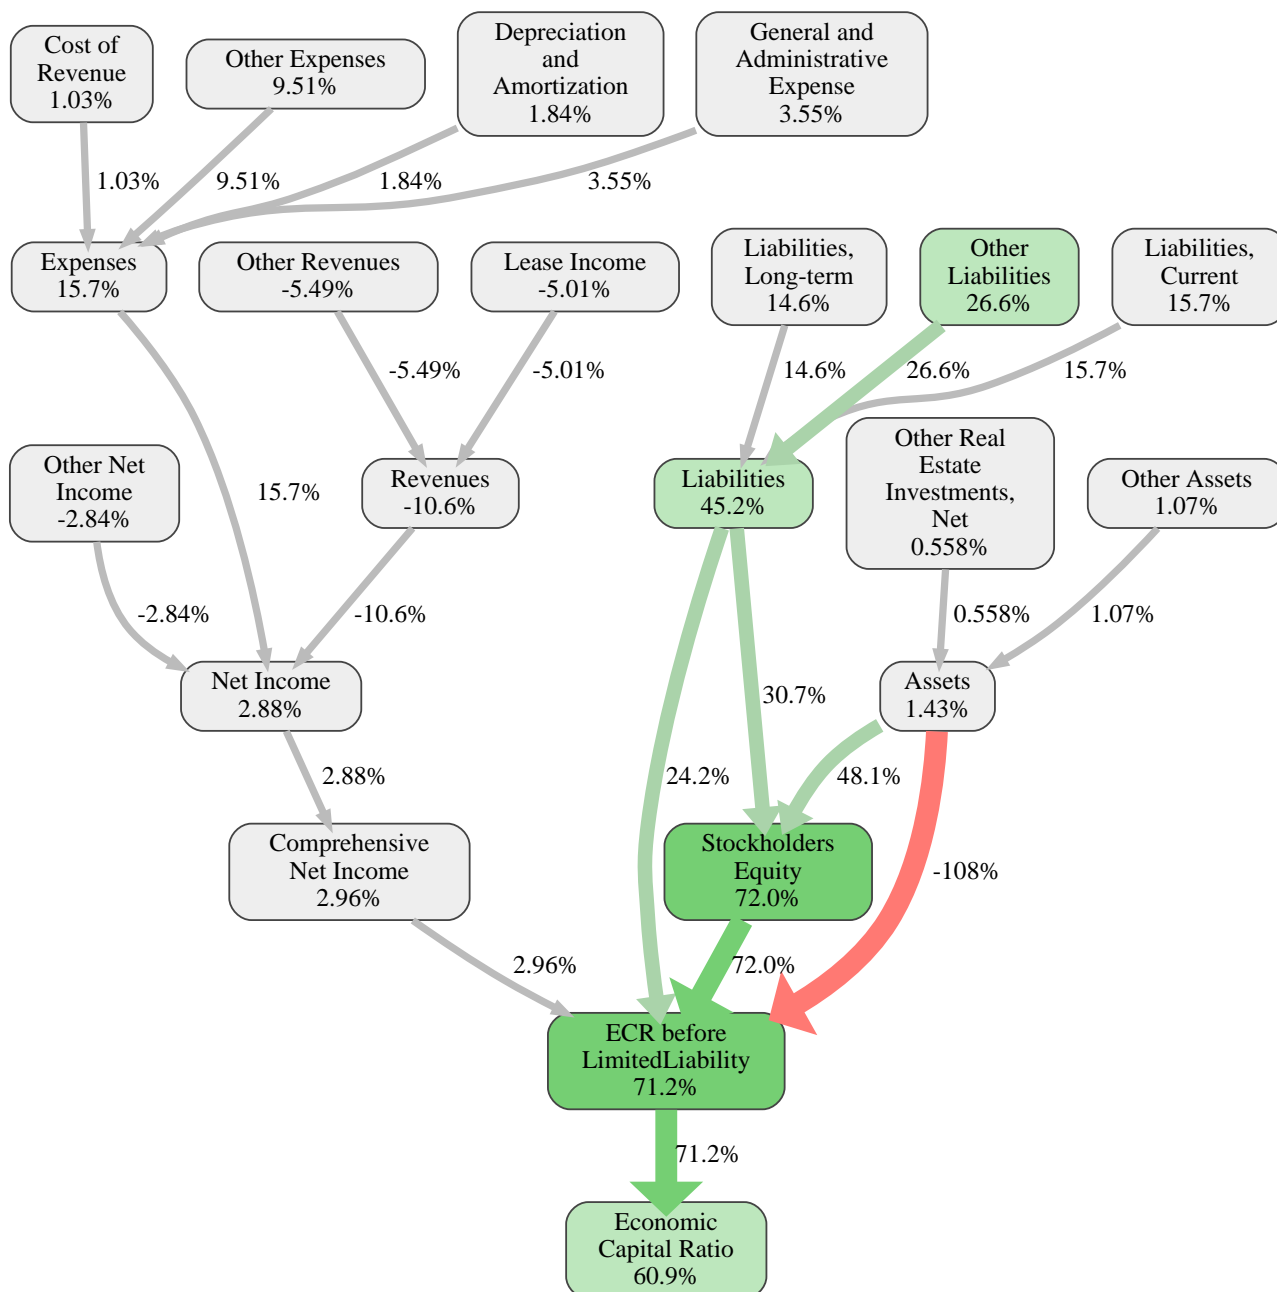 Cost of
Revenue
1.03%
Other Expenses
9.51%
Depreciation
and
Amortization
1.84%
General and
Administrative
Expense
3.55%
1.03%
9.51%
1.84%
3.55%
Expenses
15.7%
Other Revenues
-5.49%
Lease Income
-5.01%
Liabilities,
Long-term
14.6%
Other
Liabilities
26.6%
Liabilities,
Current
15.7%
-5.49%
-5.01%
14.6%
26.6%
15.7%
Other Net
Income
-2.84%
15.7%
Revenues
-10.6%
Liabilities
45.2%
Other Real
Estate
Investments,
Net
0.558%
Other Assets
1.07%
-2.84%
-10.6%
0.558%
1.07%
Net Income
2.88%
30.7%
Assets
1.43%
2.88%
24.2%
48.1%
Comprehensive
Net Income
2.96%
Stockholders
Equity
72.0%
-108%
2.96%
72.0%
ECR before
LimitedLiability
71.2%
71.2%
Economic
Capital Ratio
60.9%